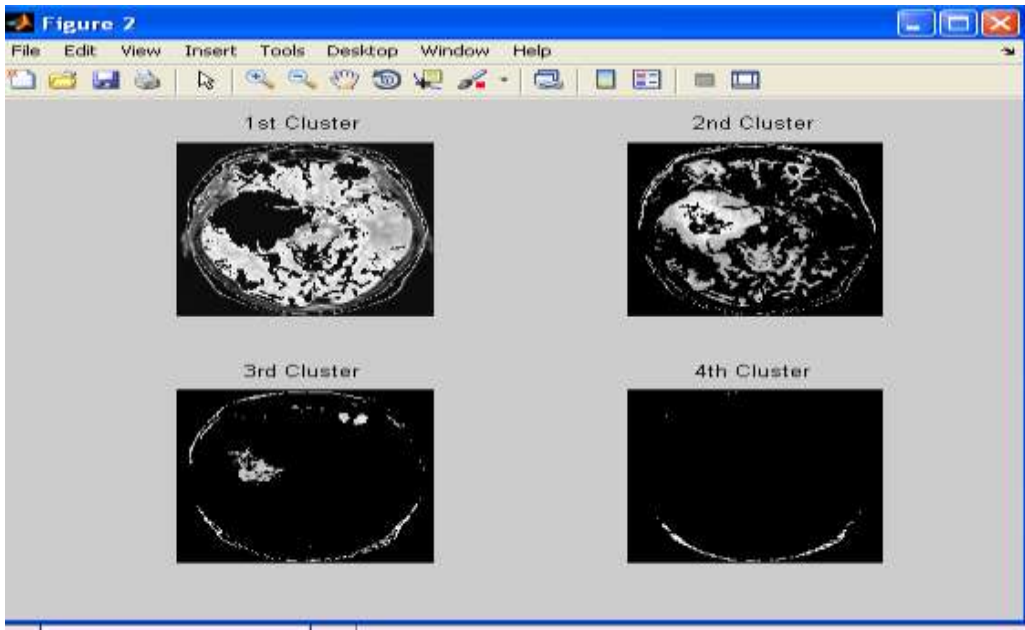 Figure 2
File Edit View Insert Tools Desktop Window Help
1st Cluster 2nd Cluster
3rd Cluster 4th Cluster